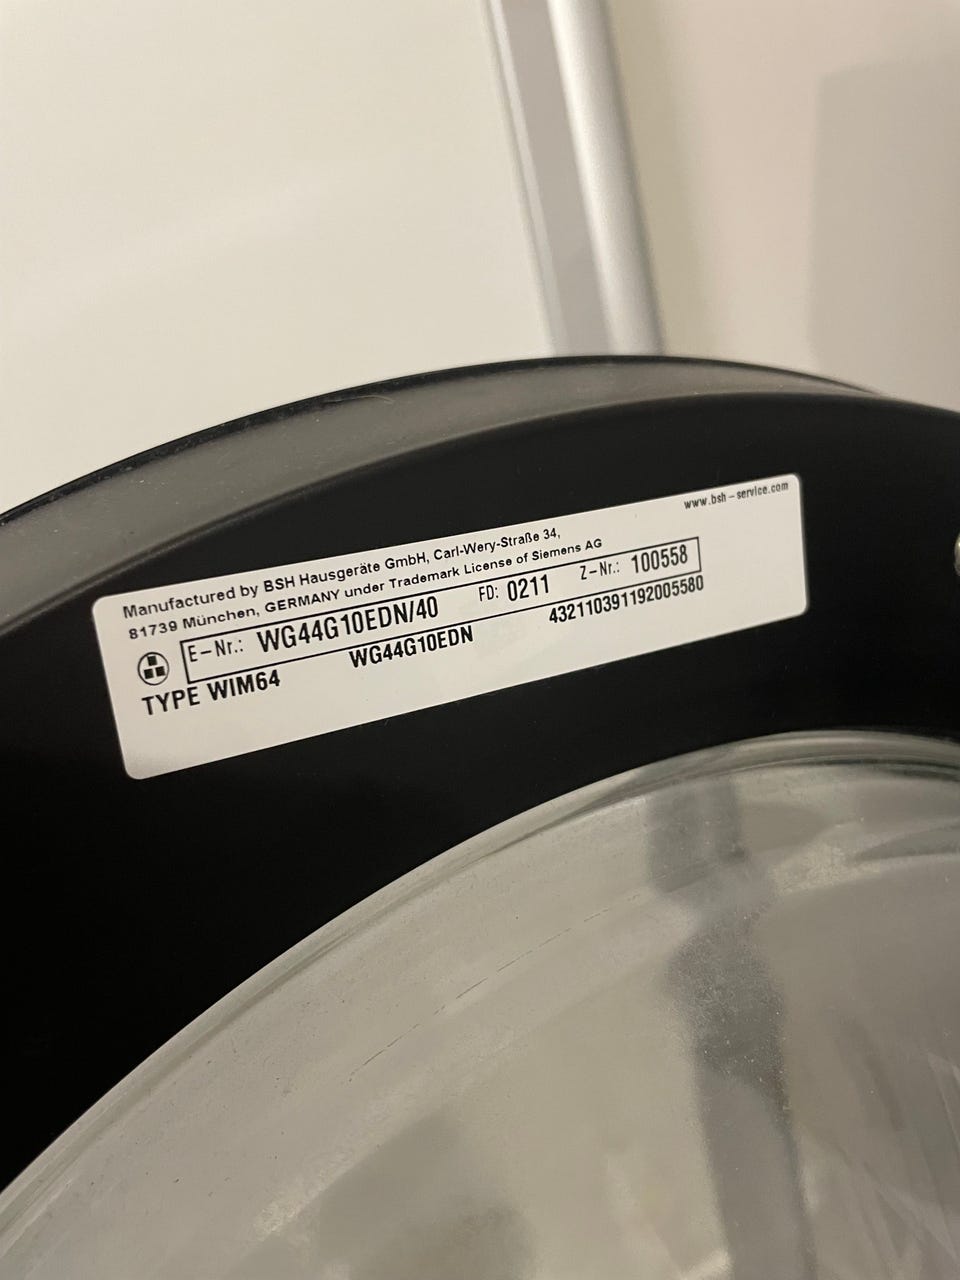 www.bsh-service.com
Manufactured by BSH Hausgeräte GmbH, Carl-Wery-Straße 34,
81739 München, GERMANY under Trademark License of Siemens AG
E-Nr.: WG44G10EDN/40 FD: 0211 Z-Nr.: 100558
TYPE WIM64 WG44G10EDN 432110391192005580